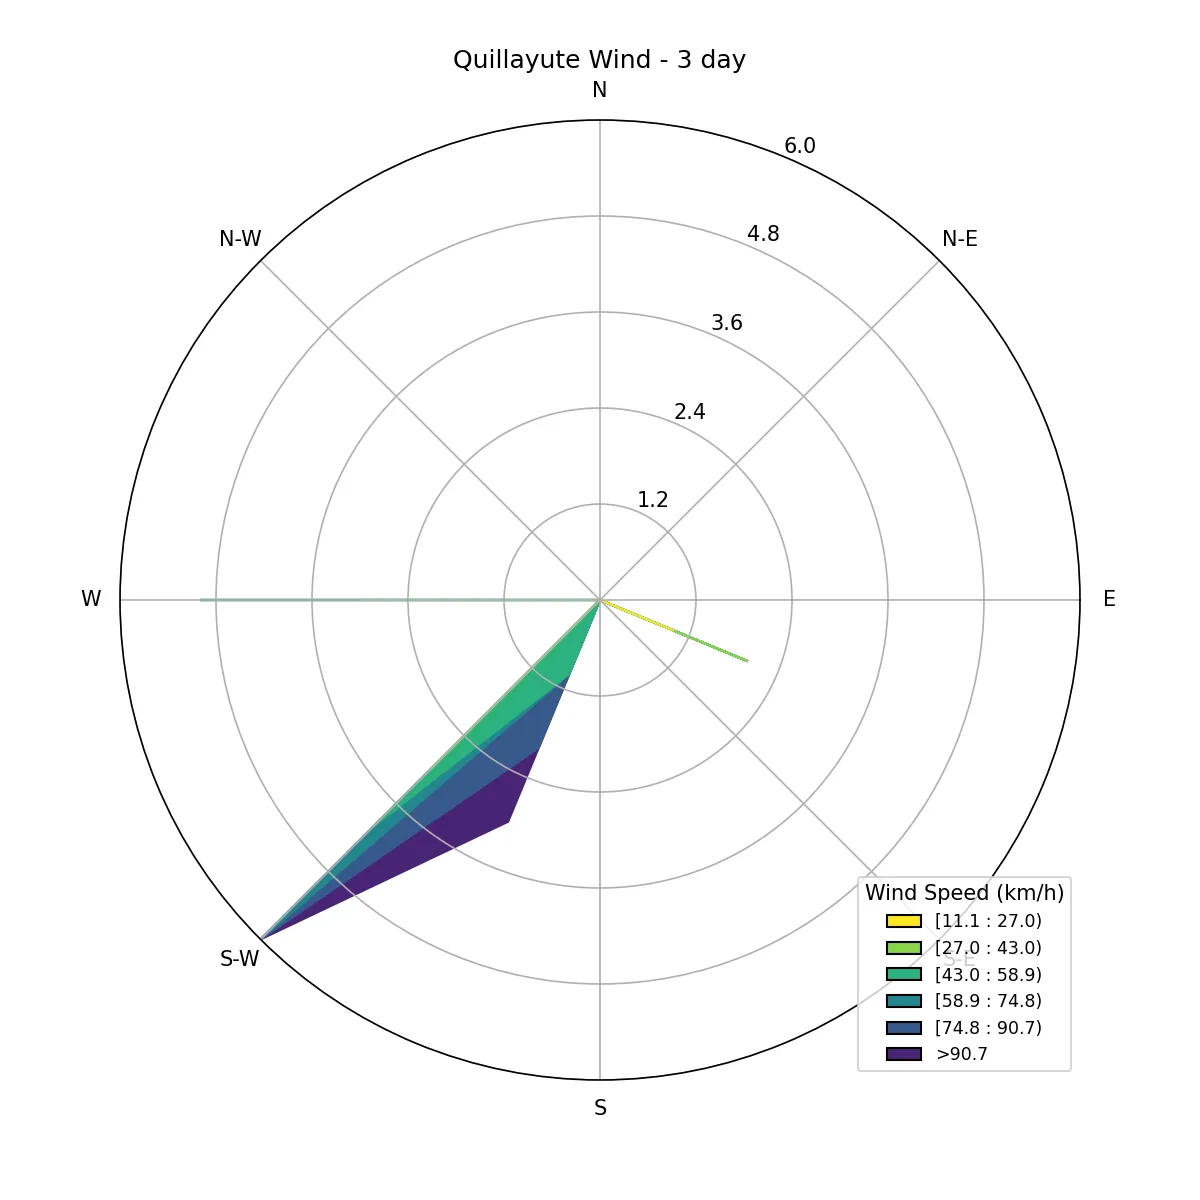 Quillayute Wind - 3 day
N
6.0
4.8
N-W
N-E
3.6
2.4
1.2
W
E
S-W
S-E
Wind Speed (km/h)
[11.1 : 27.0)
[27.0 : 43.0)
[43.0 : 58.9)
[58.9 : 74.8)
[74.8 : 90.7)
>90.7
S